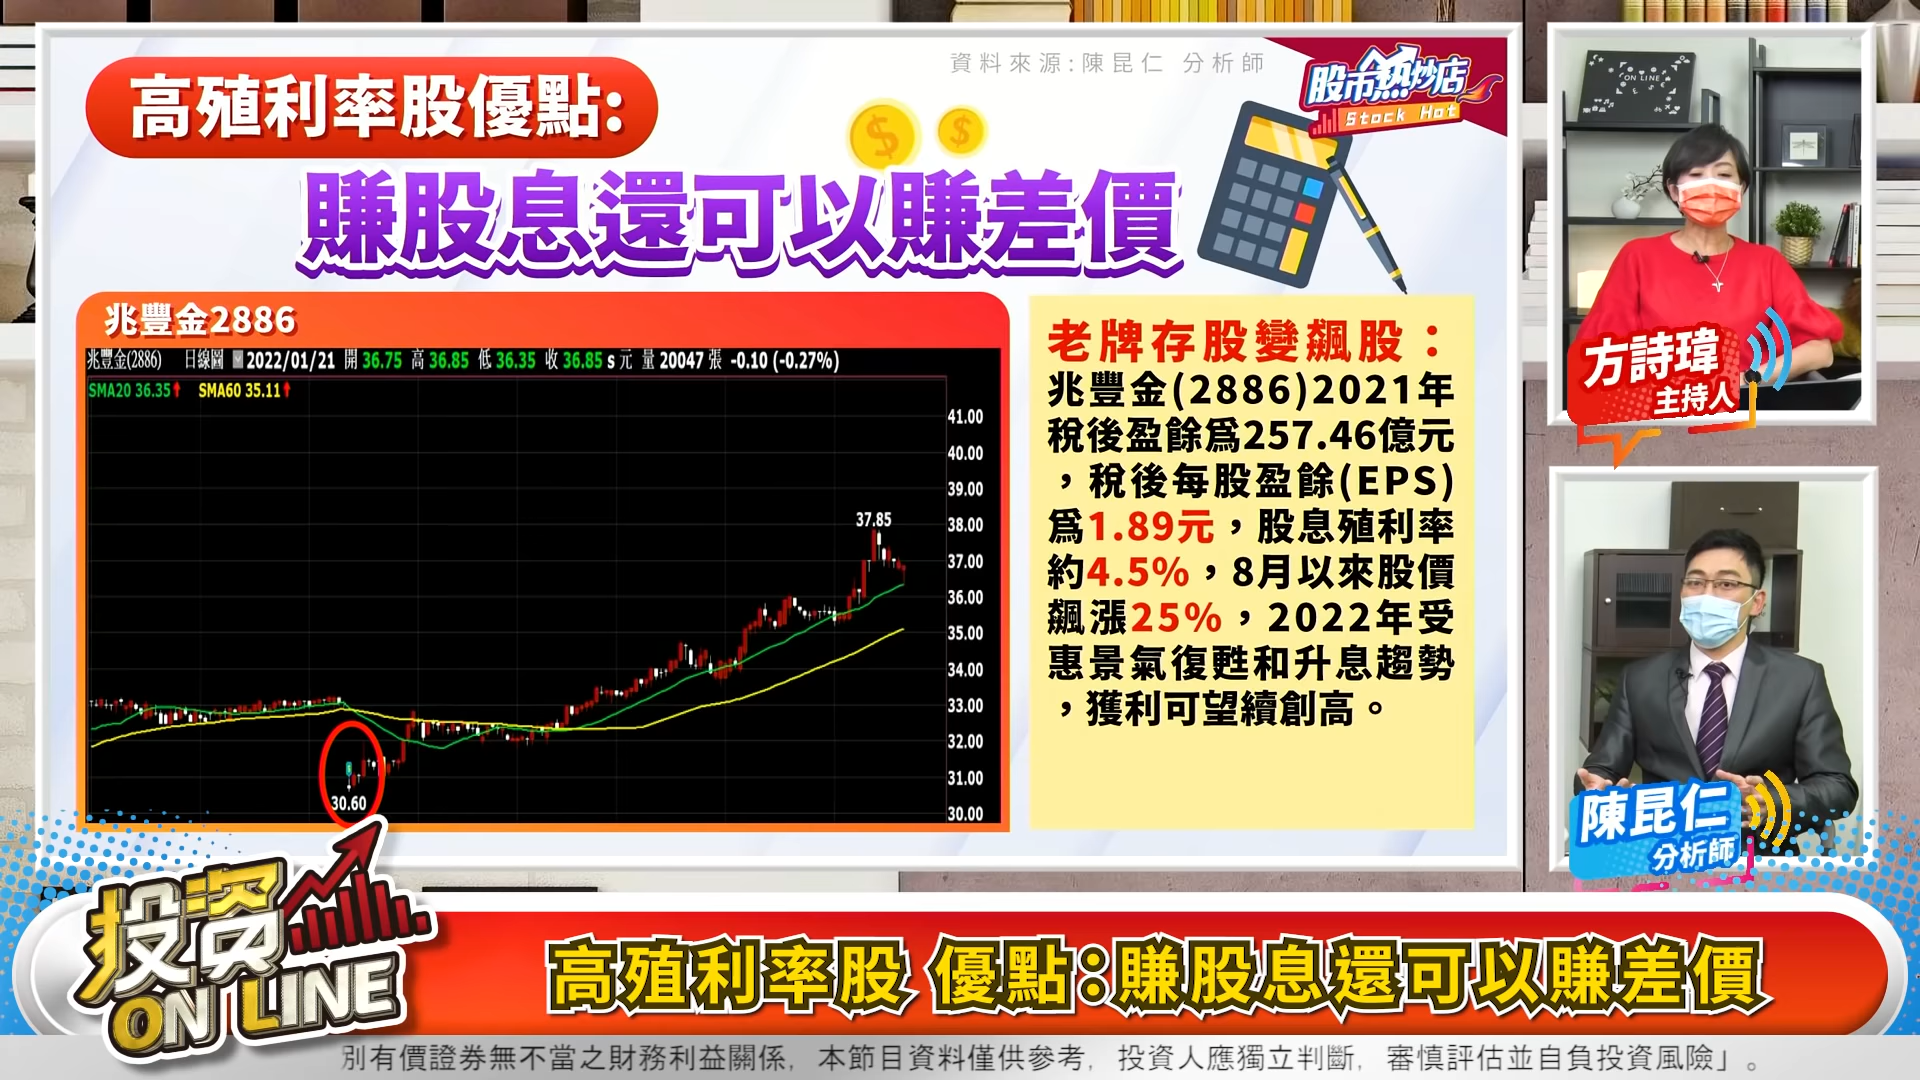 資料來源:陳昆仁 分析師
股市熱炒店
Stock Hot
高殖利率股優點:
賺股息還可以賺差價
ON LINE
兆豐金2886
兆豐金(2886) 日線圖 2022/01/21 開 36.75 高 36.85 低 36.35 收 36.85 s 元 量 20047 張 -0.10 (-0.27%)
SMA20 36.35↑ SMA60 35.11↑
41.00
40.00
39.00
38.00
37.00
36.00
35.00
34.00
33.00
32.00
31.00
30.00
37.85
30.60
老牌存股變飆股：
兆豐金(2886)2021年
稅後盈餘為257.46億元
，稅後每股盈餘(EPS)
為1.89元，股息殖利率
約4.5%，8月以來股價
飆漲25%，2022年受
惠景氣復甦和升息趨勢
，獲利可望續創高。
方詩瑋
主持人
陳昆仁
分析師
投資
ON LINE
高殖利率股 優點:賺股息還可以賺差價
別有價證券無不當之財務利益關係，本節目資料僅供參考，投資人應獨立判斷，審慎評估並自負投資風險」。